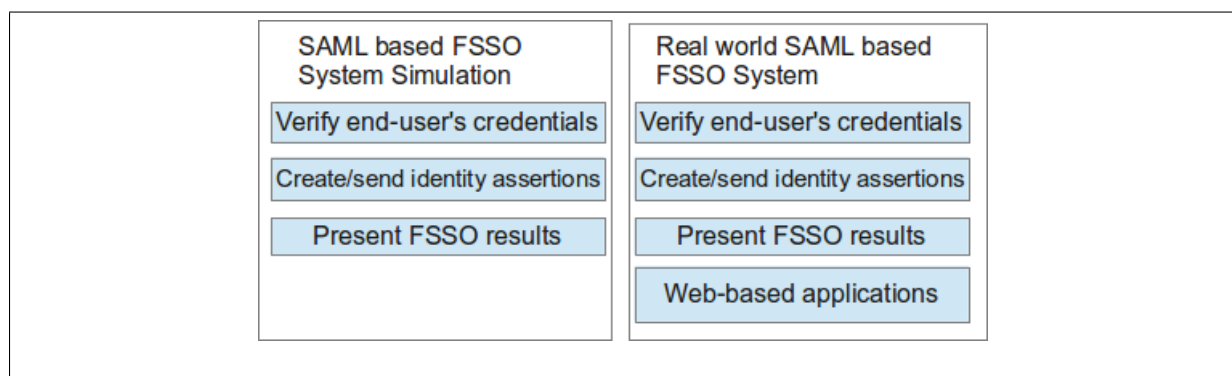 SAML based FSSO
System Simulation
Verify end-user's credentials
Create/send identity assertions
Present FSSO results
Real world SAML based
FSSO System
Verify end-user's credentials
Create/send identity assertions
Present FSSO results
Web-based applications